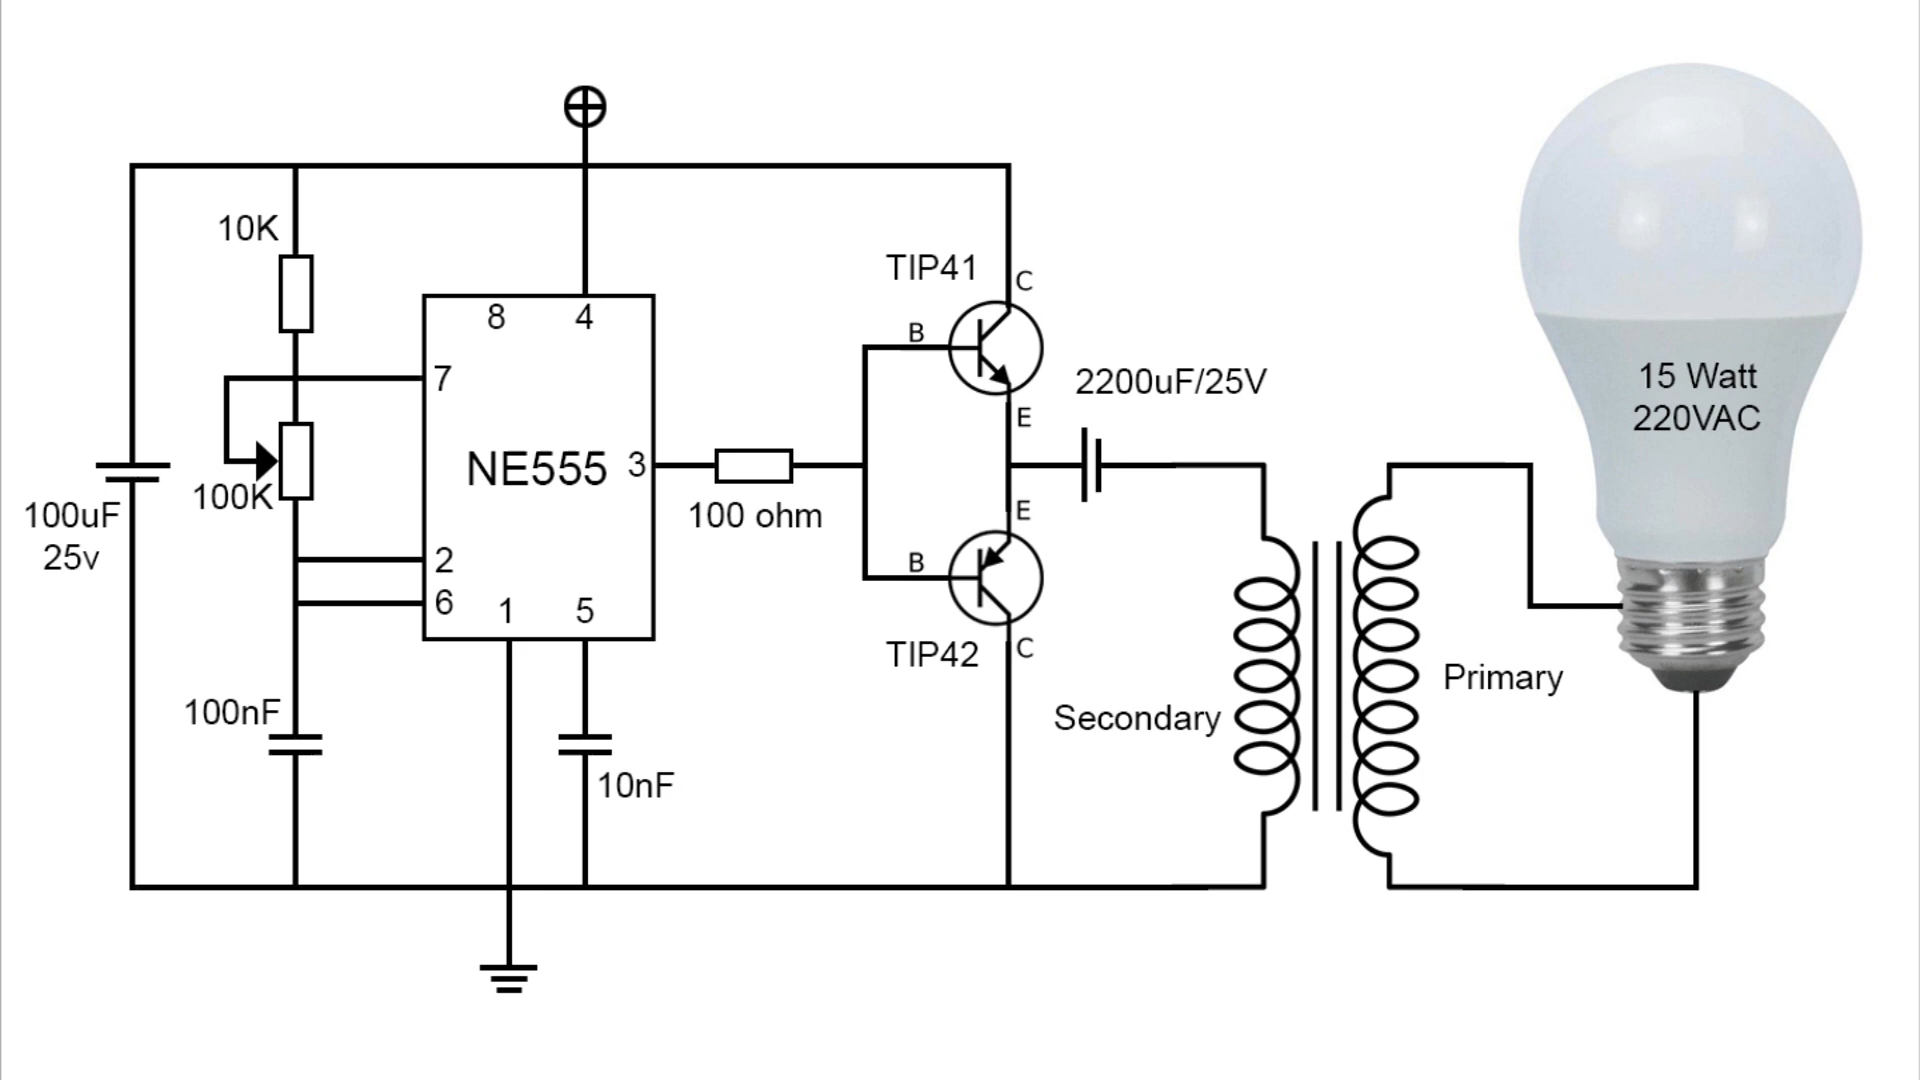 10K
100K
100uF
25v
100nF
8
4
7
NE555
3
2
6
1
5
10nF
100 ohm
TIP41
C
B
E
2200uF/25V
E
B
TIP42
C
Secondary
Primary
15 Watt
220VAC